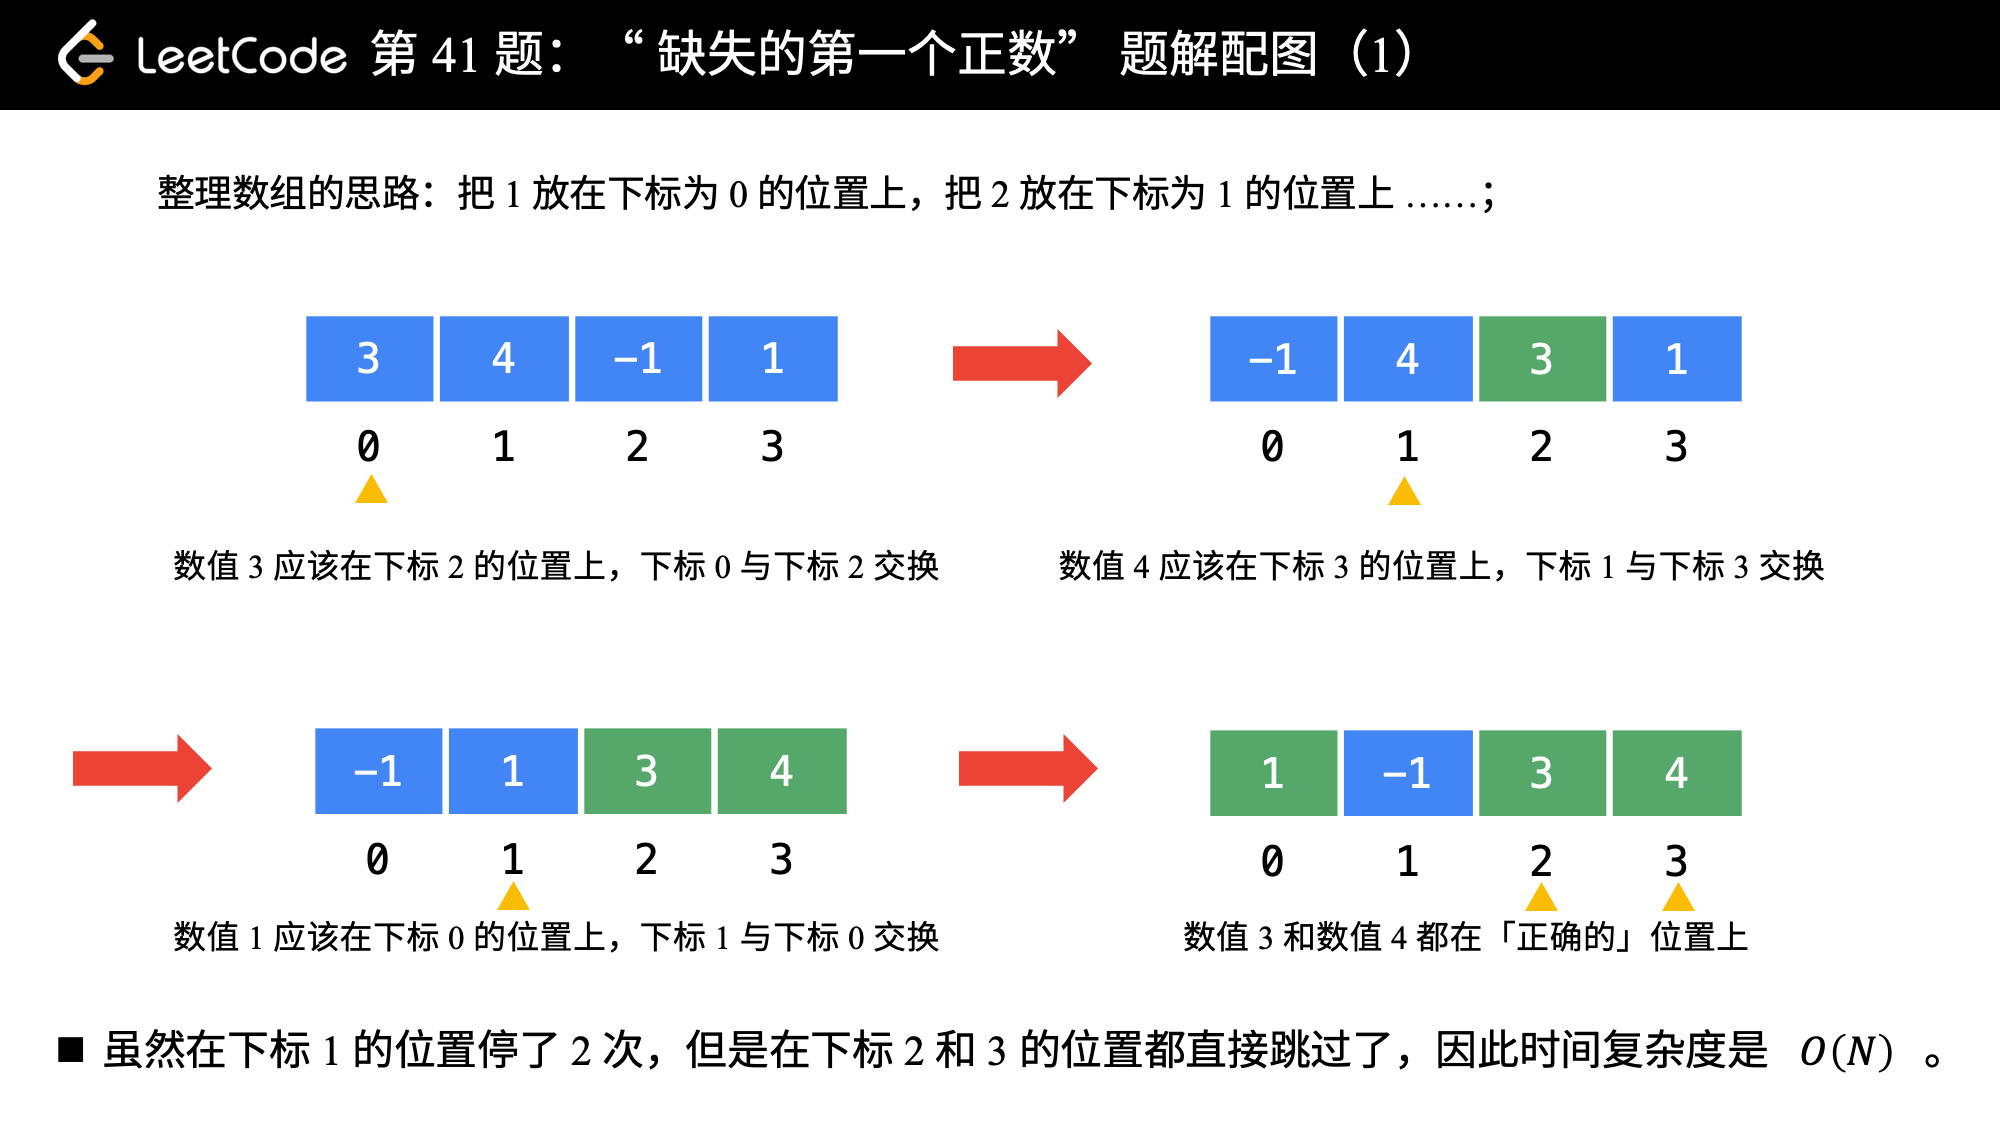 LeetCode 第 41 题：“缺失的第一个正数” 题解配图（1）
整理数组的思路：把 1 放在下标为 0 的位置上，把 2 放在下标为 1 的位置上 ……；
3 4 −1 1
0 1 2 3
数值 3 应该在下标 2 的位置上，下标 0 与下标 2 交换
−1 4 3 1
0 1 2 3
数值 4 应该在下标 3 的位置上，下标 1 与下标 3 交换
−1 1 3 4
0 1 2 3
数值 1 应该在下标 0 的位置上，下标 1 与下标 0 交换
1 −1 3 4
0 1 2 3
数值 3 和数值 4 都在「正确的」位置上
■ 虽然在下标 1 的位置停了 2 次，但是在下标 2 和 3 的位置都直接跳过了，因此时间复杂度是 O(N) 。